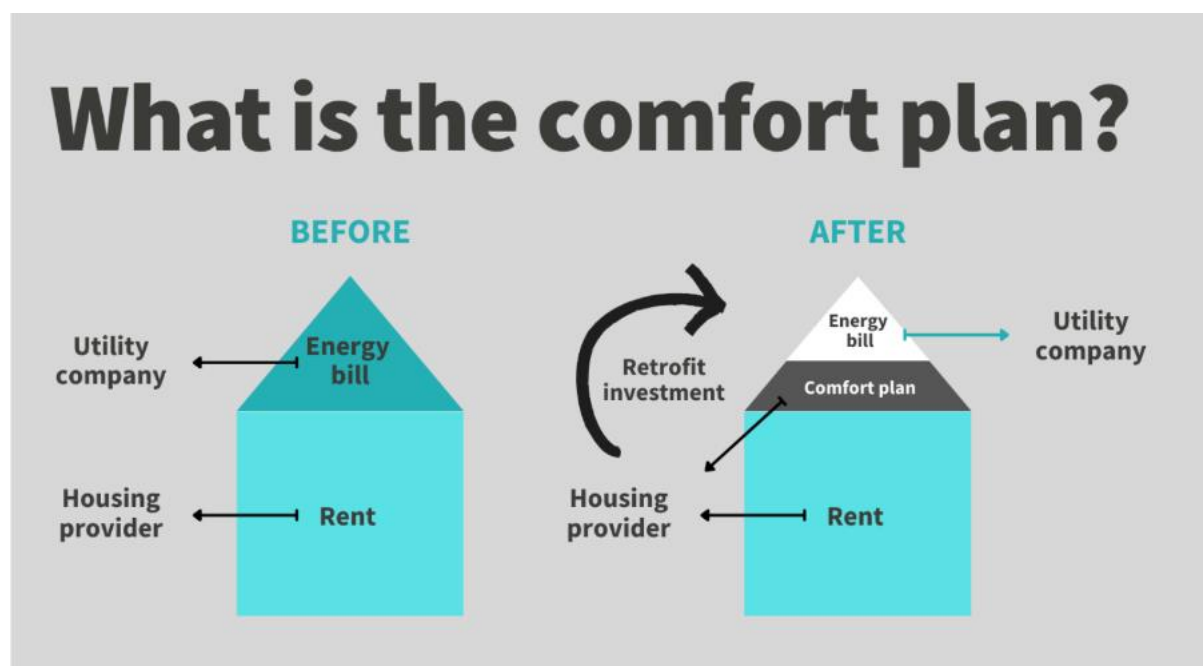 What is the comfort plan?
BEFORE
Utility
company
Energy
bill
Housing
provider
Rent
AFTER
Energy
bill
Utility
company
Retrofit
investment
Comfort plan
Housing
provider
Rent